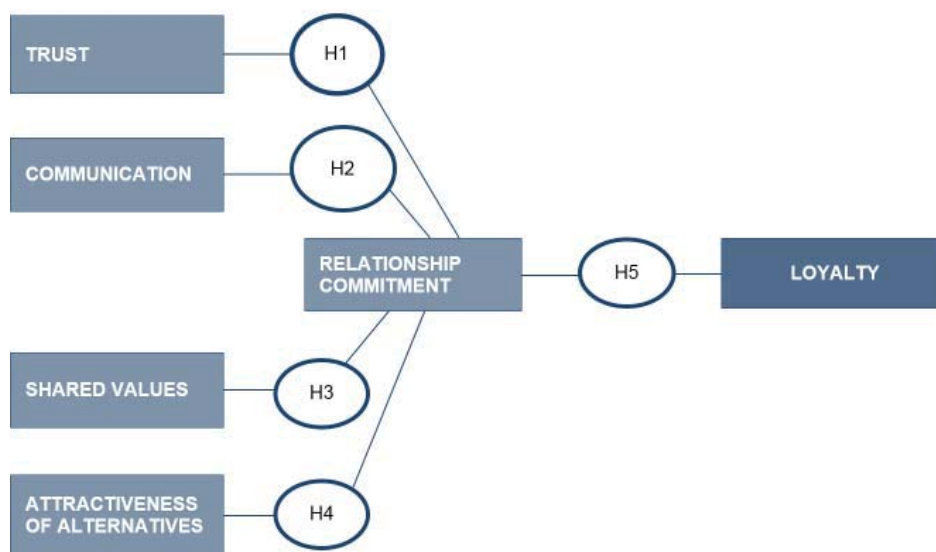 TRUST
H1
COMMUNICATION
H2
RELATIONSHIP
COMMITMENT
H5
LOYALTY
SHARED VALUES
H3
ATTRACTIVENESS
OF ALTERNATIVES
H4